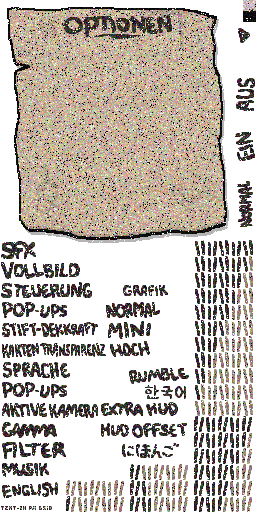 OPTIONEN
AUS
EIN
NORMAL
SFX
VOLLBILD
STEUERUNG GRAFIK
POP-UPS NORMAL
STIFT-DEKKRAFT MINI
KARTEN TRANSPARENZ HOCH
SPRACHE RUMBLE
POP-UPS 한국어
AKTIVE KAMERA EXTRA HUD
GAMMA HUD OFFSET
FILTER にほんご
MUSIK
ENGLISH